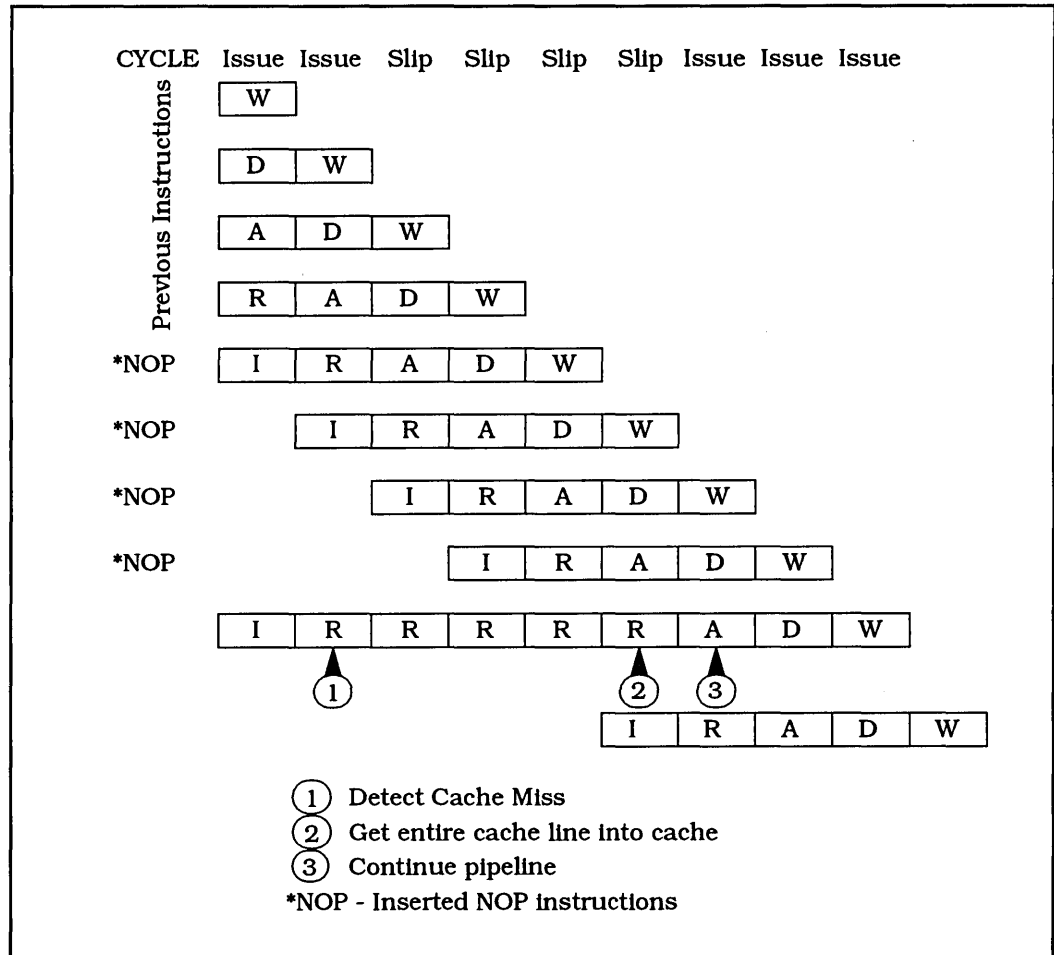 CYCLE Issue Issue Slip Slip Slip Slip Issue Issue Issue
Previous Instructions
W
D W
A D W
R A D W
*NOP I R A D W
*NOP I R A D W
*NOP I R A D W
*NOP I R A D W
I R R R R R A D W
1 2 3
I R A D W
1 Detect Cache Miss
2 Get entire cache line into cache
3 Continue pipeline
*NOP - Inserted NOP instructions